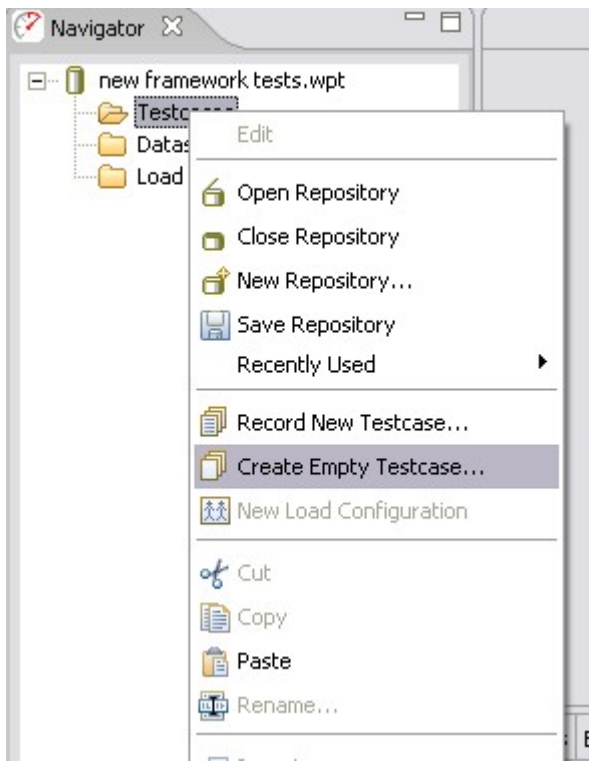 Navigator
new framework tests.wpt
Edit
Load
Open Repository
Close Repository
New Repository...
Save Repository
Recently Used
Record New Testcase...
Create Empty Testcase...
New Load Configuration
Cut
Copy
Paste
Rename...